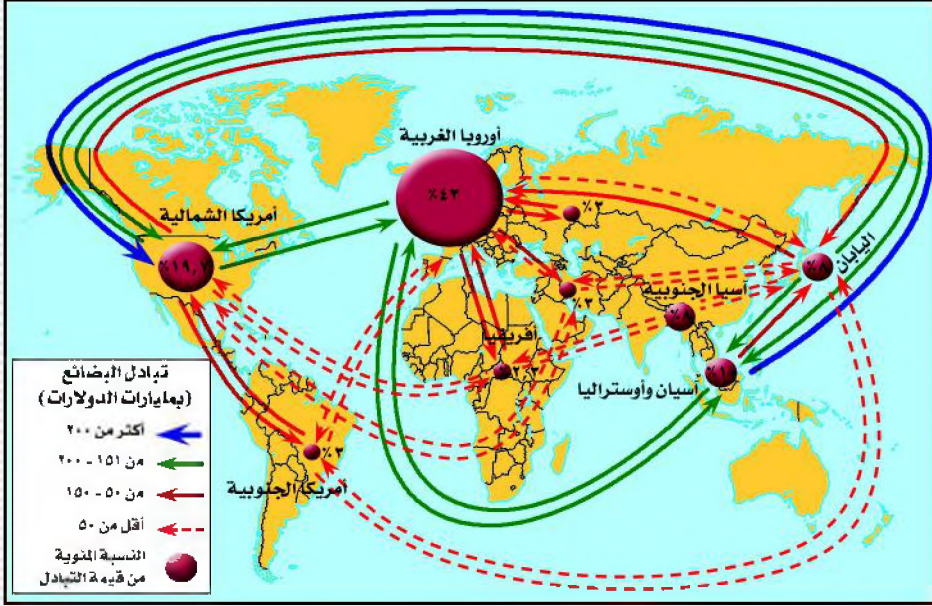 أوروبا الغربية
٪٤٣
أمريكا الشمالية
٪١٩,٧
٪٣
اليابان
٪٨
آسيا الجنوبية
٪٣
أفريقيا
أسيان وأوستراليا
٪٣
أمريكا الجنوبية
تبادل البضائع
(بمليارات الدولارات)
أكثر من ٢٠٠
من ١٥١ - ٢٠٠
من ٥٠ - ١٥٠
أقل من ٥٠
النسبة المئوية
من قيمة التبادل